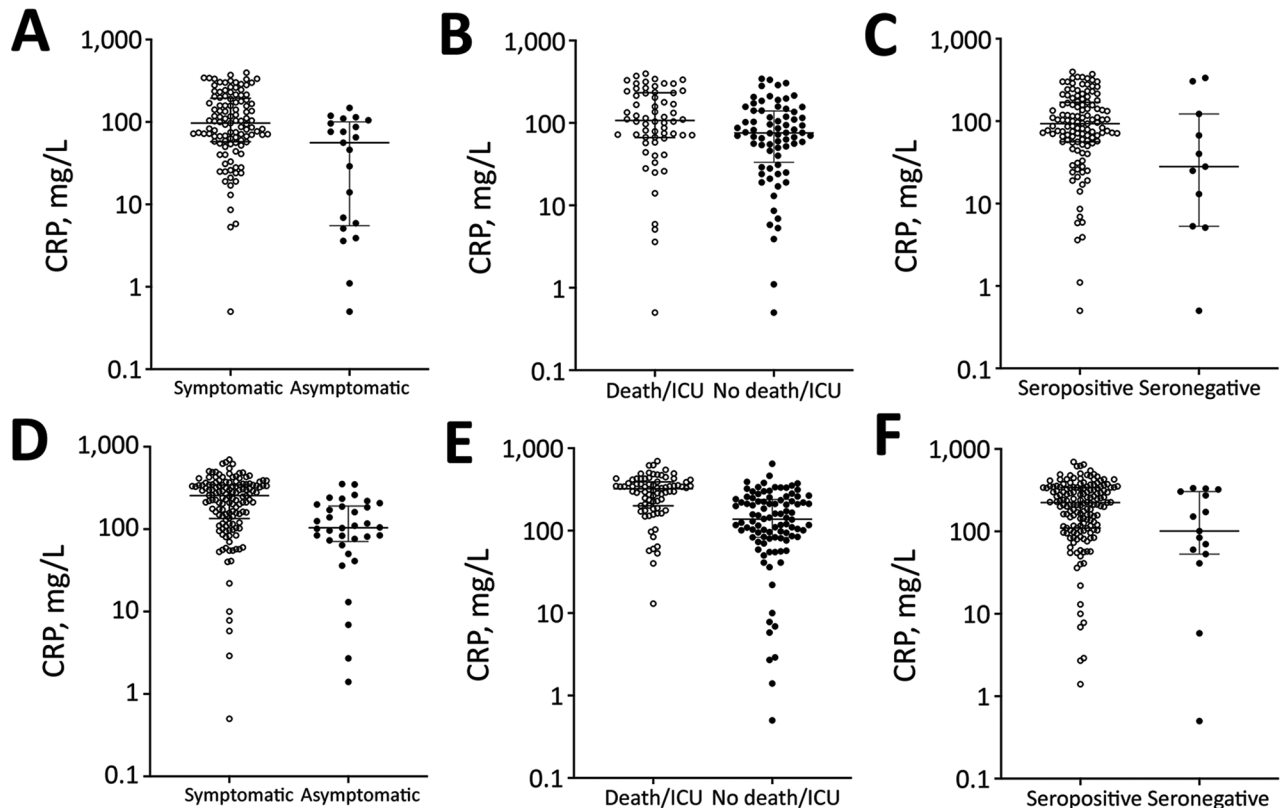 A
1,000
100
10
1
0.1
CRP, mg/L
Symptomatic Asymptomatic
B
1,000
100
10
1
0.1
CRP, mg/L
Death/ICU No death/ICU
C
1,000
100
10
1
0.1
CRP, mg/L
Seropositive Seronegative
D
1,000
100
10
1
0.1
CRP, mg/L
Symptomatic Asymptomatic
E
1,000
100
10
1
0.1
CRP, mg/L
Death/ICU No death/ICU
F
1,000
100
10
1
0.1
CRP, mg/L
Seropositive Seronegative